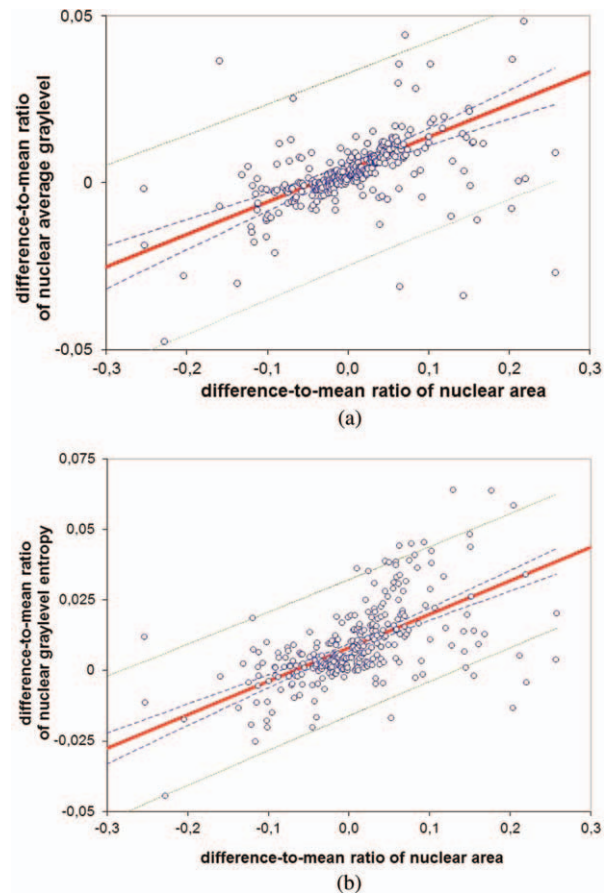 0,05
0
-0,05
difference-to-mean ratio
of nuclear average graylevel
-0,3 -0,2 -0,1 0,0 0,1 0,2 0,3
difference-to-mean ratio of nuclear area
(a)
0,075
0,05
0,025
0
-0,025
-0,05
difference-to-mean ratio
of nuclear graylevel entropy
-0,3 -0,2 -0,1 0,0 0,1 0,2 0,3
difference-to-mean ratio of nuclear area
(b)